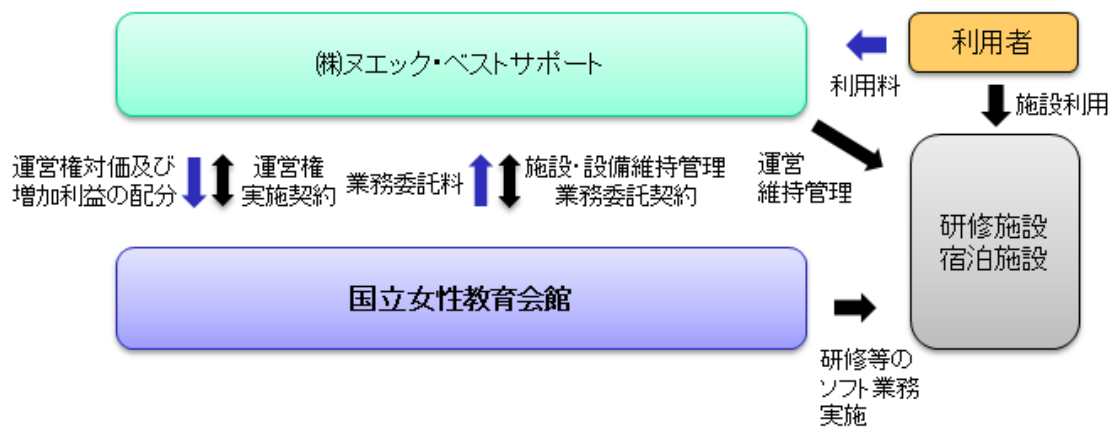 ㈱ヌエック・ベストサポート
利用者
利用料
施設利用
運営権対価及び
増加利益の配分
運営権
実施契約
業務委託料
施設・設備維持管理
業務委託契約
運営
維持管理
研修施設
宿泊施設
国立女性教育会館
研修等の
ソフト業務
実施